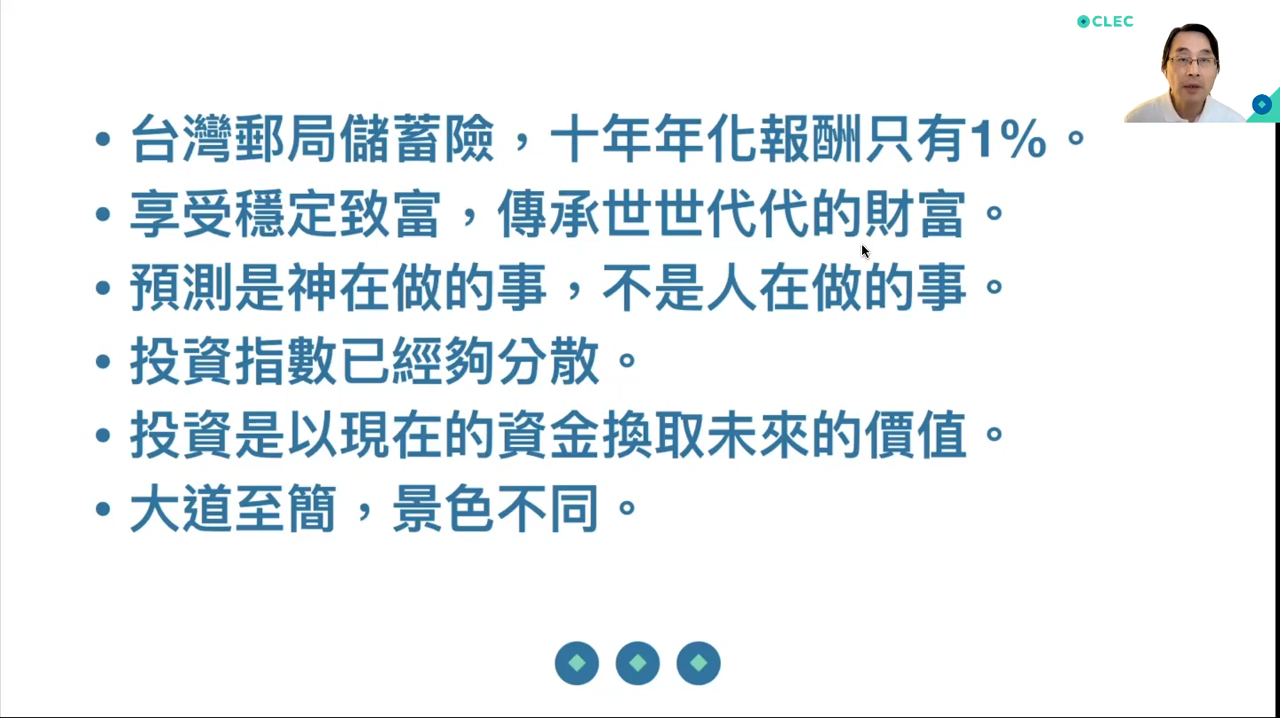 CLEC
• 台灣郵局儲蓄險，十年年化報酬只有1%。
• 享受穩定致富，傳承世世代代的財富。
• 預測是神在做的事，不是人在做的事。
• 投資指數已經夠分散。
• 投資是以現在的資金換取未來的價值。
• 大道至簡，景色不同。